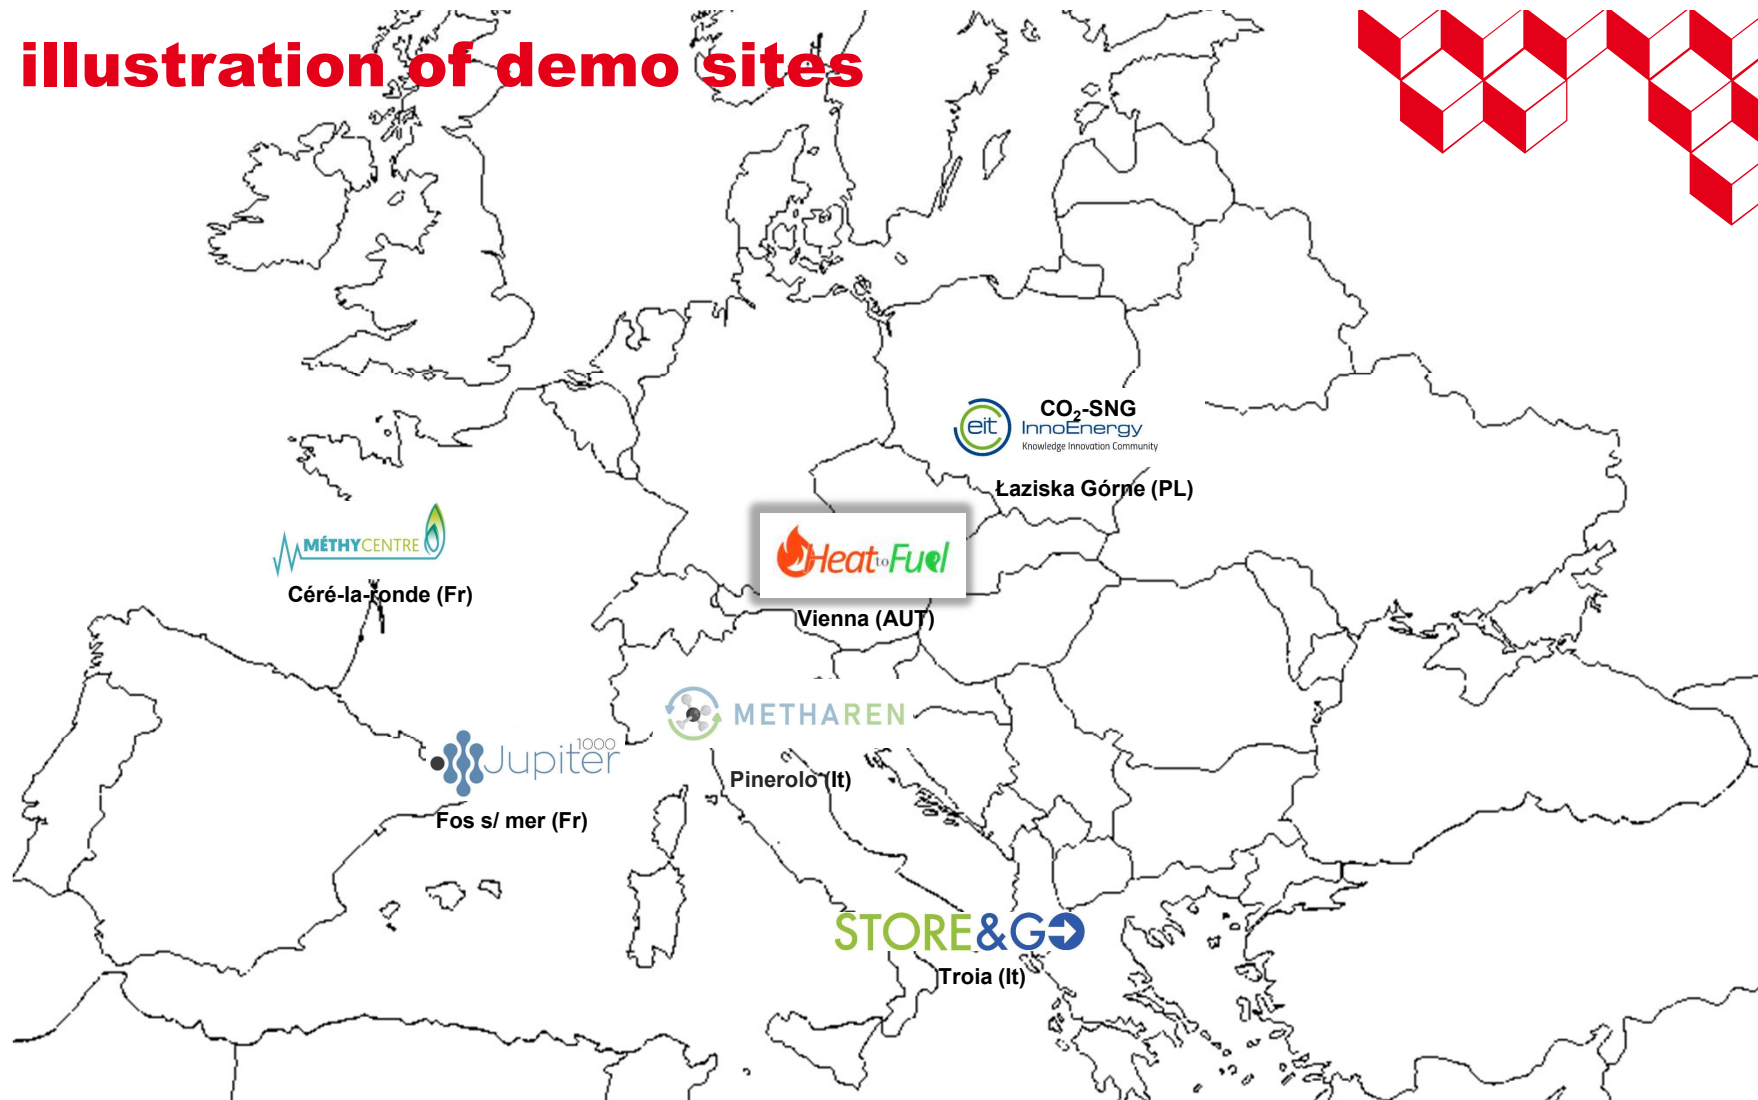 illustration of demo sites
CO₂-SNG
eit InnoEnergy
Knowledge Innovation Community
Łaziska Górne (PL)
MÉTHYCENTRE
Céré-la-ronde (Fr)
Heat to Fuel
Vienna (AUT)
METHAREN
Pinerolo (It)
Jupiter 1000
Fos s/ mer (Fr)
STORE&GO
Troia (It)